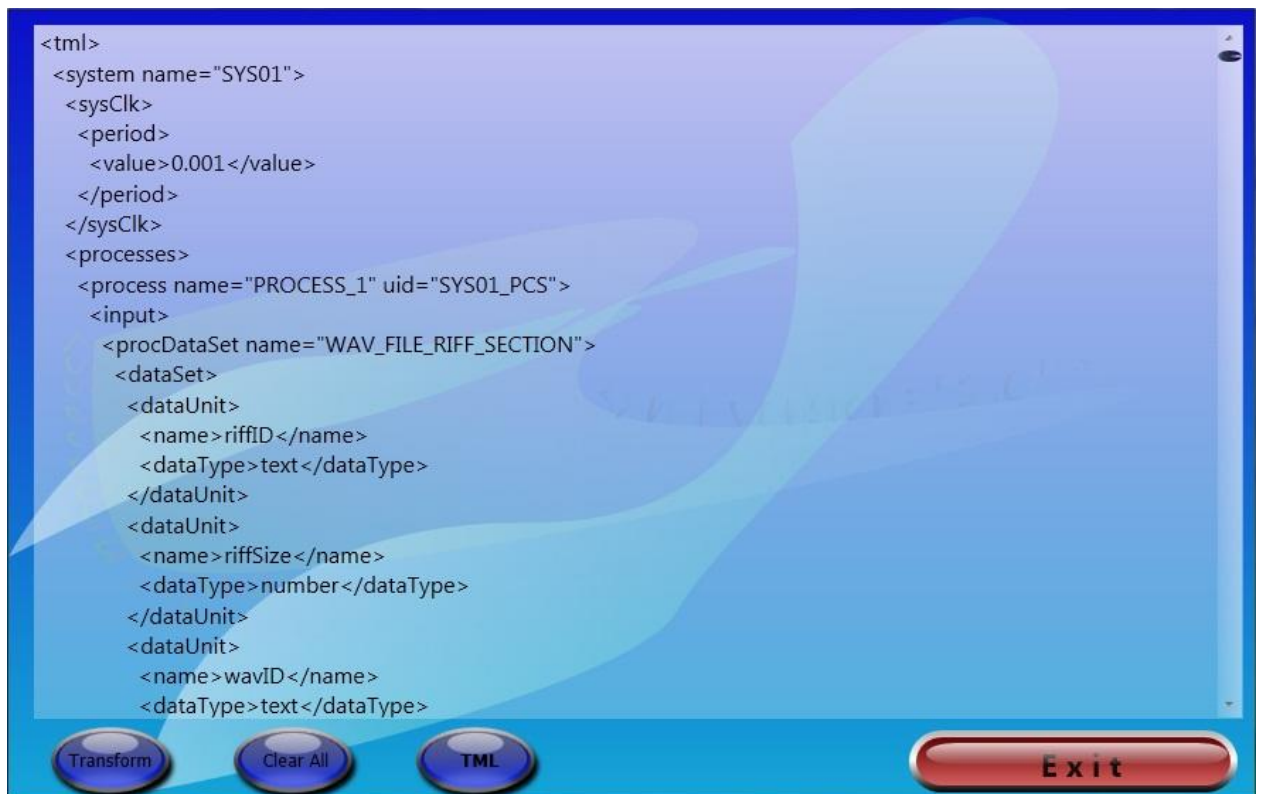 <tml>
<system name="SYS01">
<sysClk>
<period>
<value>0.001</value>
</period>
</sysClk>
<processes>
<process name="PROCESS_1" uid="SYS01_PCS">
<input>
<procDataSet name="WAV_FILE_RIFF_SECTION">
<dataSet>
<dataUnit>
<name>riffID</name>
<dataType>text</dataType>
</dataUnit>
<dataUnit>
<name>riffSize</name>
<dataType>number</dataType>
</dataUnit>
<dataUnit>
<name>wavID</name>
<dataType>text</dataType>
Transform Clear All TML Exit